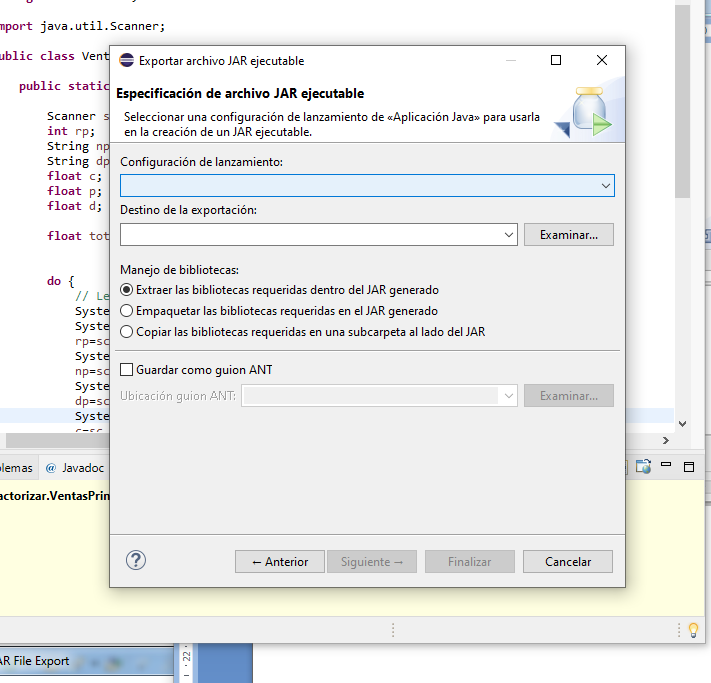 import java.util.Scanner;
public class Vent
public static
Scanner s
int rp;
String np
String dp
float c;
float p;
float d;
float tot
do {
// Le
Syste
Syste
rp=sc
Syste
np=sc
Syste
dp=sc
Syste
c=sc
Exportar archivo JAR ejecutable
Especificación de archivo JAR ejecutable
Seleccionar una configuración de lanzamiento de «Aplicación Java» para usarla
en la creación de un JAR ejecutable.
Configuración de lanzamiento:
Destino de la exportación:
Examinar...
Manejo de bibliotecas:
Extraer las bibliotecas requeridas dentro del JAR generado
Empaquetar las bibliotecas requeridas en el JAR generado
Copiar las bibliotecas requeridas en una subcarpeta al lado del JAR
Guardar como guion ANT
Ubicación guion ANT:
Examinar...
? ← Anterior Siguiente → Finalizar Cancelar
olemas @ Javadoc
actorizar.VentasPrin
AR File Export
22